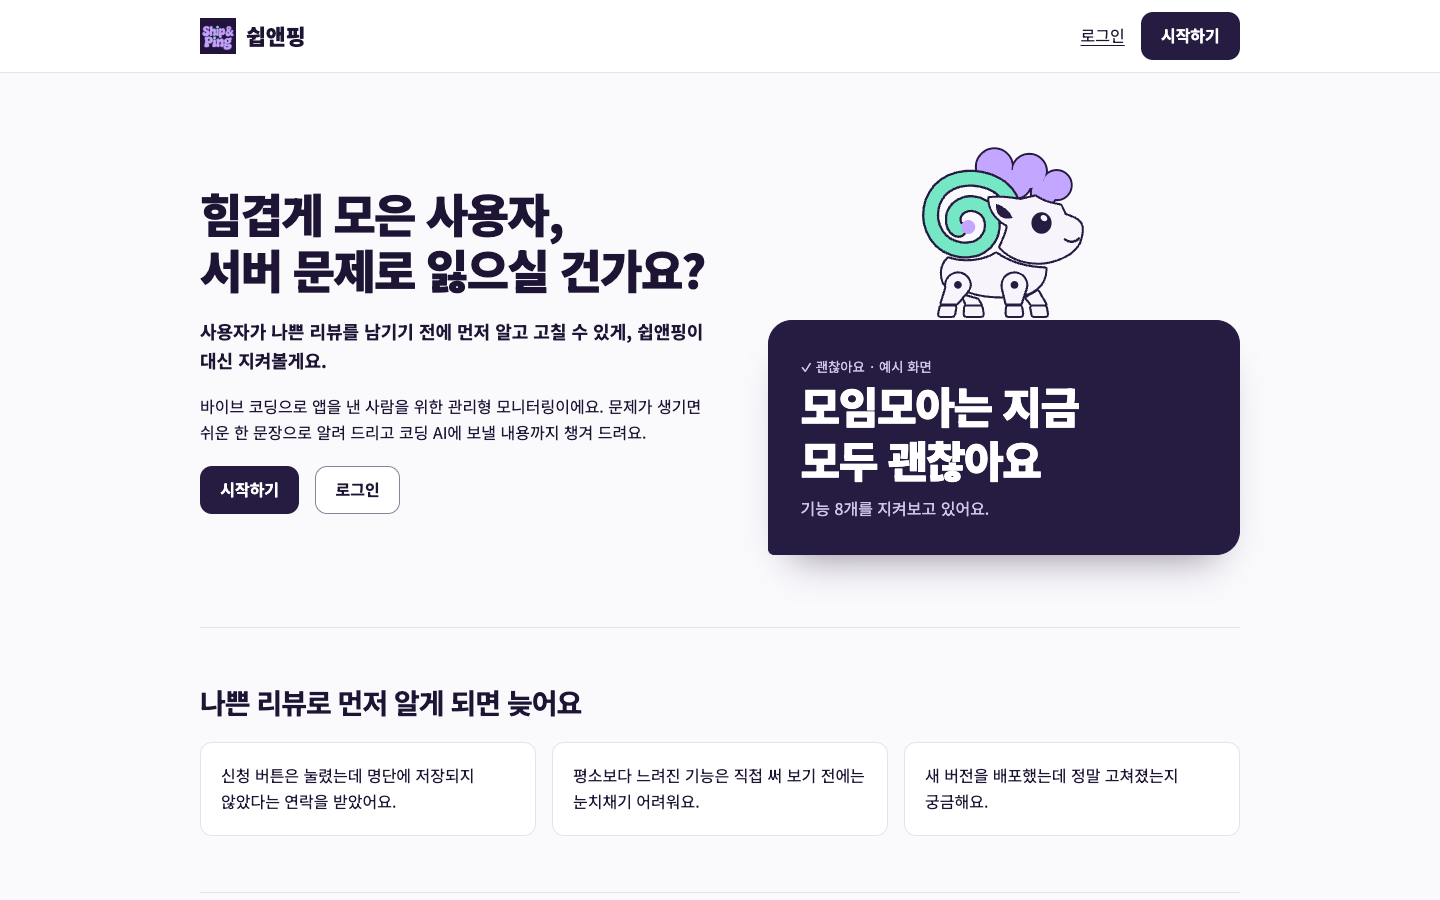 Ship&
Ping
쉽앤핑
로그인
시작하기
힘겹게 모은 사용자,
서버 문제로 잃으실 건가요?
사용자가 나쁜 리뷰를 남기기 전에 먼저 알고 고칠 수 있게, 쉽앤핑이
대신 지켜볼게요.
바이브 코딩으로 앱을 낸 사람을 위한 관리형 모니터링이에요. 문제가 생기면
쉬운 한 문장으로 알려 드리고 코딩 AI에 보낼 내용까지 챙겨 드려요.
시작하기
로그인
✓ 괜찮아요 · 예시 화면
모임모아는 지금
모두 괜찮아요
기능 8개를 지켜보고 있어요.
나쁜 리뷰로 먼저 알게 되면 늦어요
신청 버튼은 눌렸는데 명단에 저장되지
않았다는 연락을 받았어요.
평소보다 느려진 기능은 직접 써 보기 전에는
눈치채기 어려워요.
새 버전을 배포했는데 정말 고쳐졌는지
궁금해요.